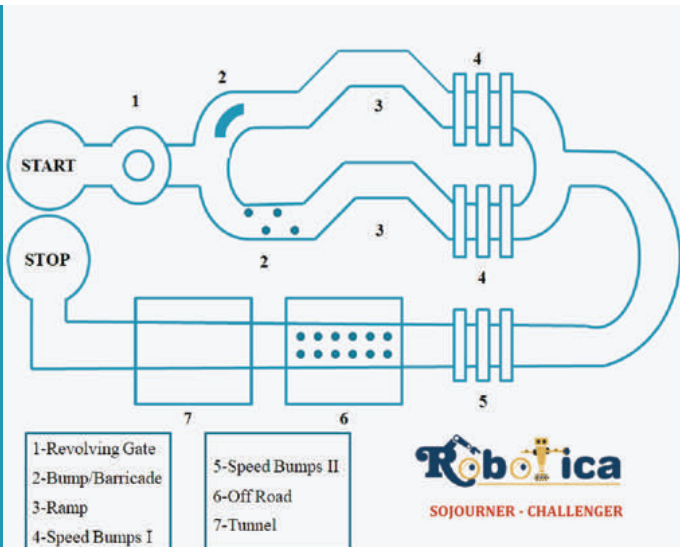 1
2
4
3
START
2
3
4
STOP
5
7
6
1-Revolving Gate
2-Bump/Barricade
3-Ramp
4-Speed Bumps I
5-Speed Bumps II
6-Off Road
7-Tunnel
Robotica
SOJOURNER - CHALLENGER